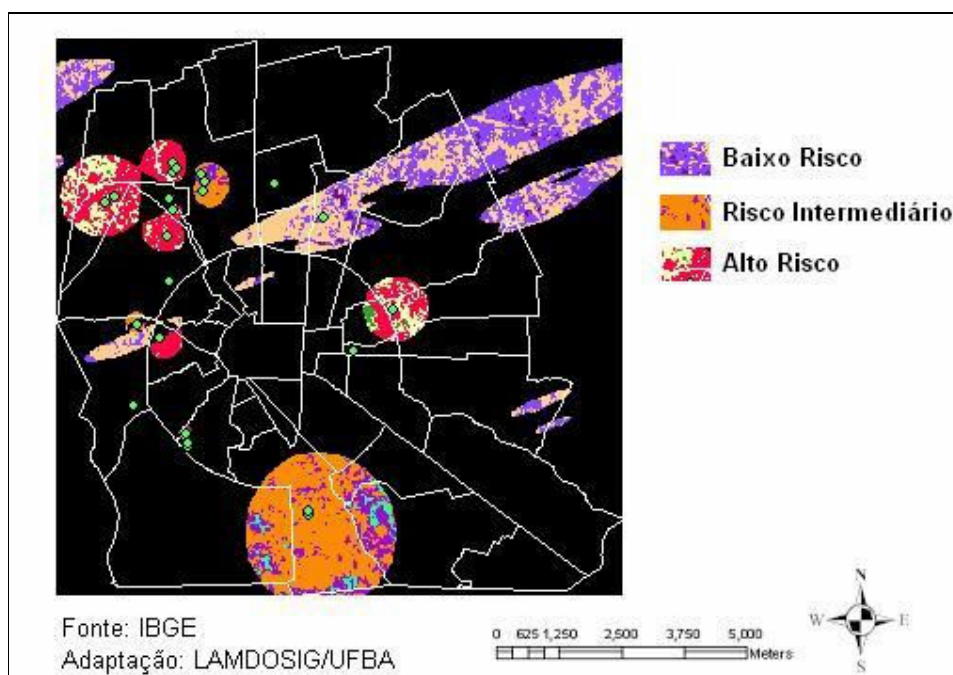 Baixo Risco
Risco Intermediário
Alto Risco
Fonte: IBGE
Adaptação: LAMDOSIG/UFBA
0 625 1,250 2,500 3,750 5,000
Meters
N
W E
S